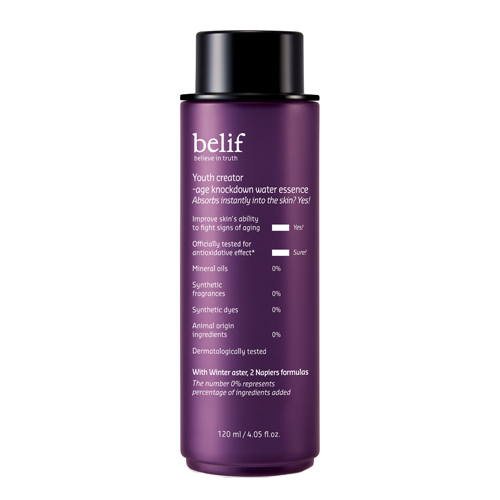 belif
believe in truth
Youth creator
-age knockdown water essence
Absorbs instantly into the skin? Yes!
Improve skin's ability
to fight signs of aging Yes!
Officially tested for
antioxidative effect* Sure!
Mineral oils 0%
Synthetic
fragrances 0%
Synthetic dyes 0%
Animal origin
ingredients 0%
Dermatologically tested
With Winter aster, 2 Napiers formulas
The number 0% represents
percentage of ingredients added
120 ml / 4.05 fl.oz.